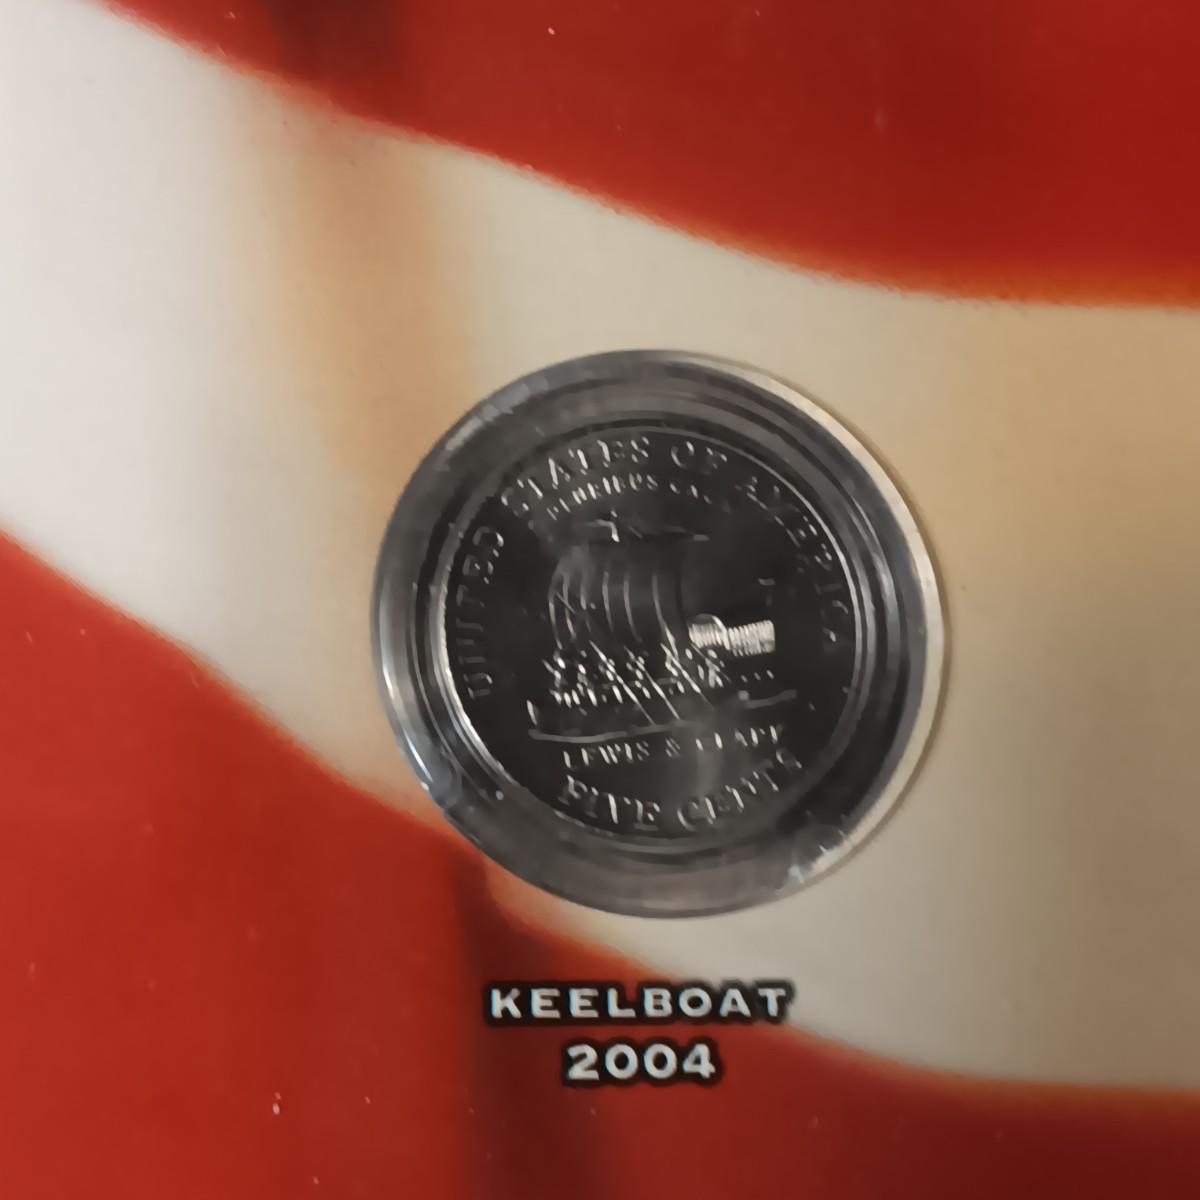 UNITED STATES OF AMERICA
E PLURIBUS UNUM
LEWIS & CLARK
FIVE CENTS
KEELBOAT
2004